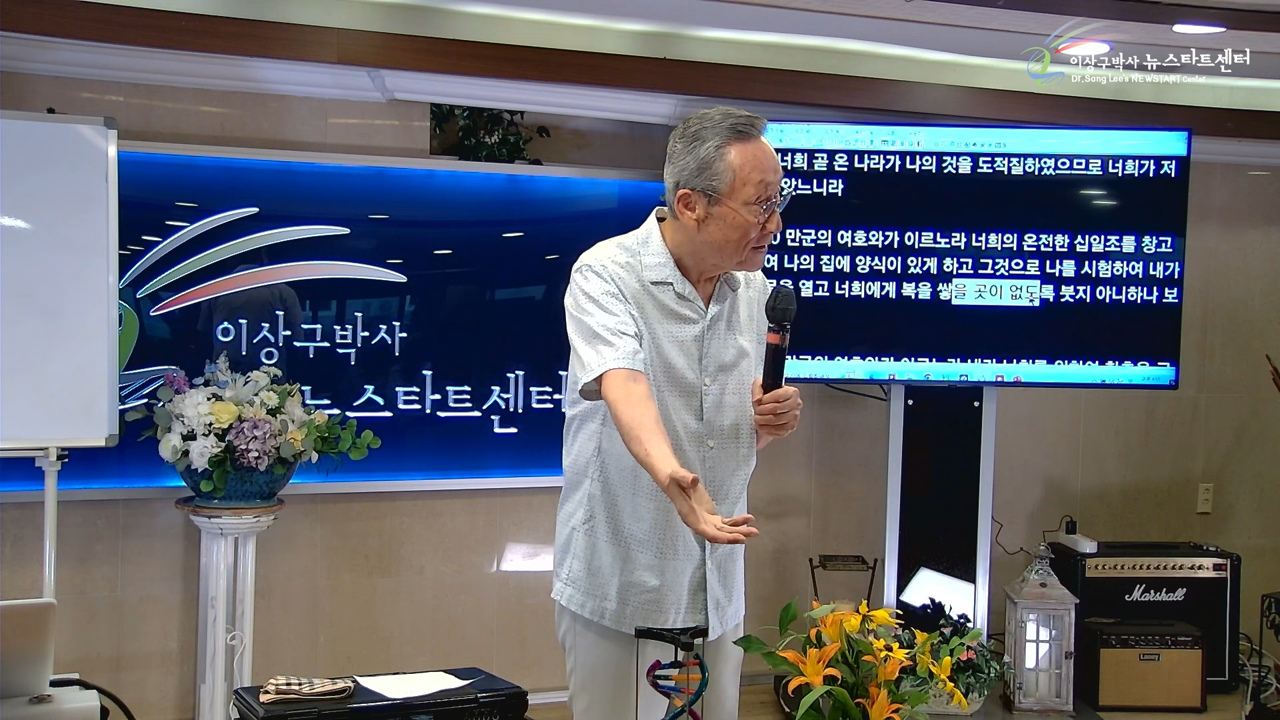 이상구박사 뉴스타트센터
Dr.Sang Lee's NEWSTART Center
너희 곧 온 나라가 나의 것을 도적질하였으므로 너희가 저
았느니라
0 만군의 여호와가 이르노라 너희의 온전한 십일조를 창고
여 나의 집에 양식이 있게 하고 그것으로 나를 시험하여 내가
열고 너희에게 복을 쌓을 곳이 없도록 붓지 아니하나 보
이상구박사
뉴스타트센터
Marshall
Laney